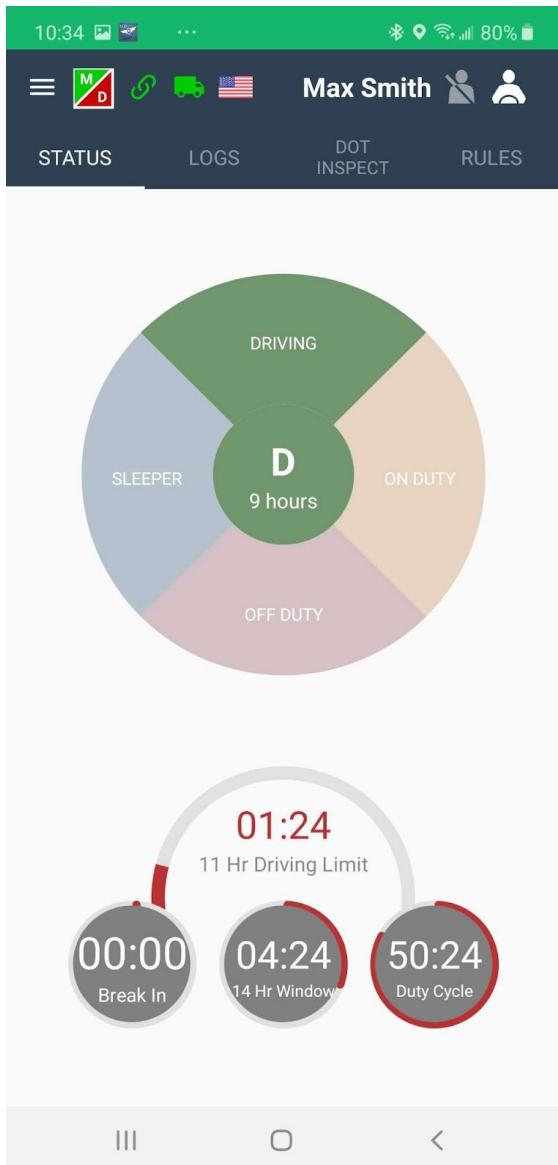 10:34 ... 80%
M D Max Smith
STATUS LOGS DOT INSPECT RULES
DRIVING
SLEEPER
D
9 hours
ON DUTY
OFF DUTY
01:24
11 Hr Driving Limit
00:00
Break In
04:24
14 Hr Window
50:24
Duty Cycle